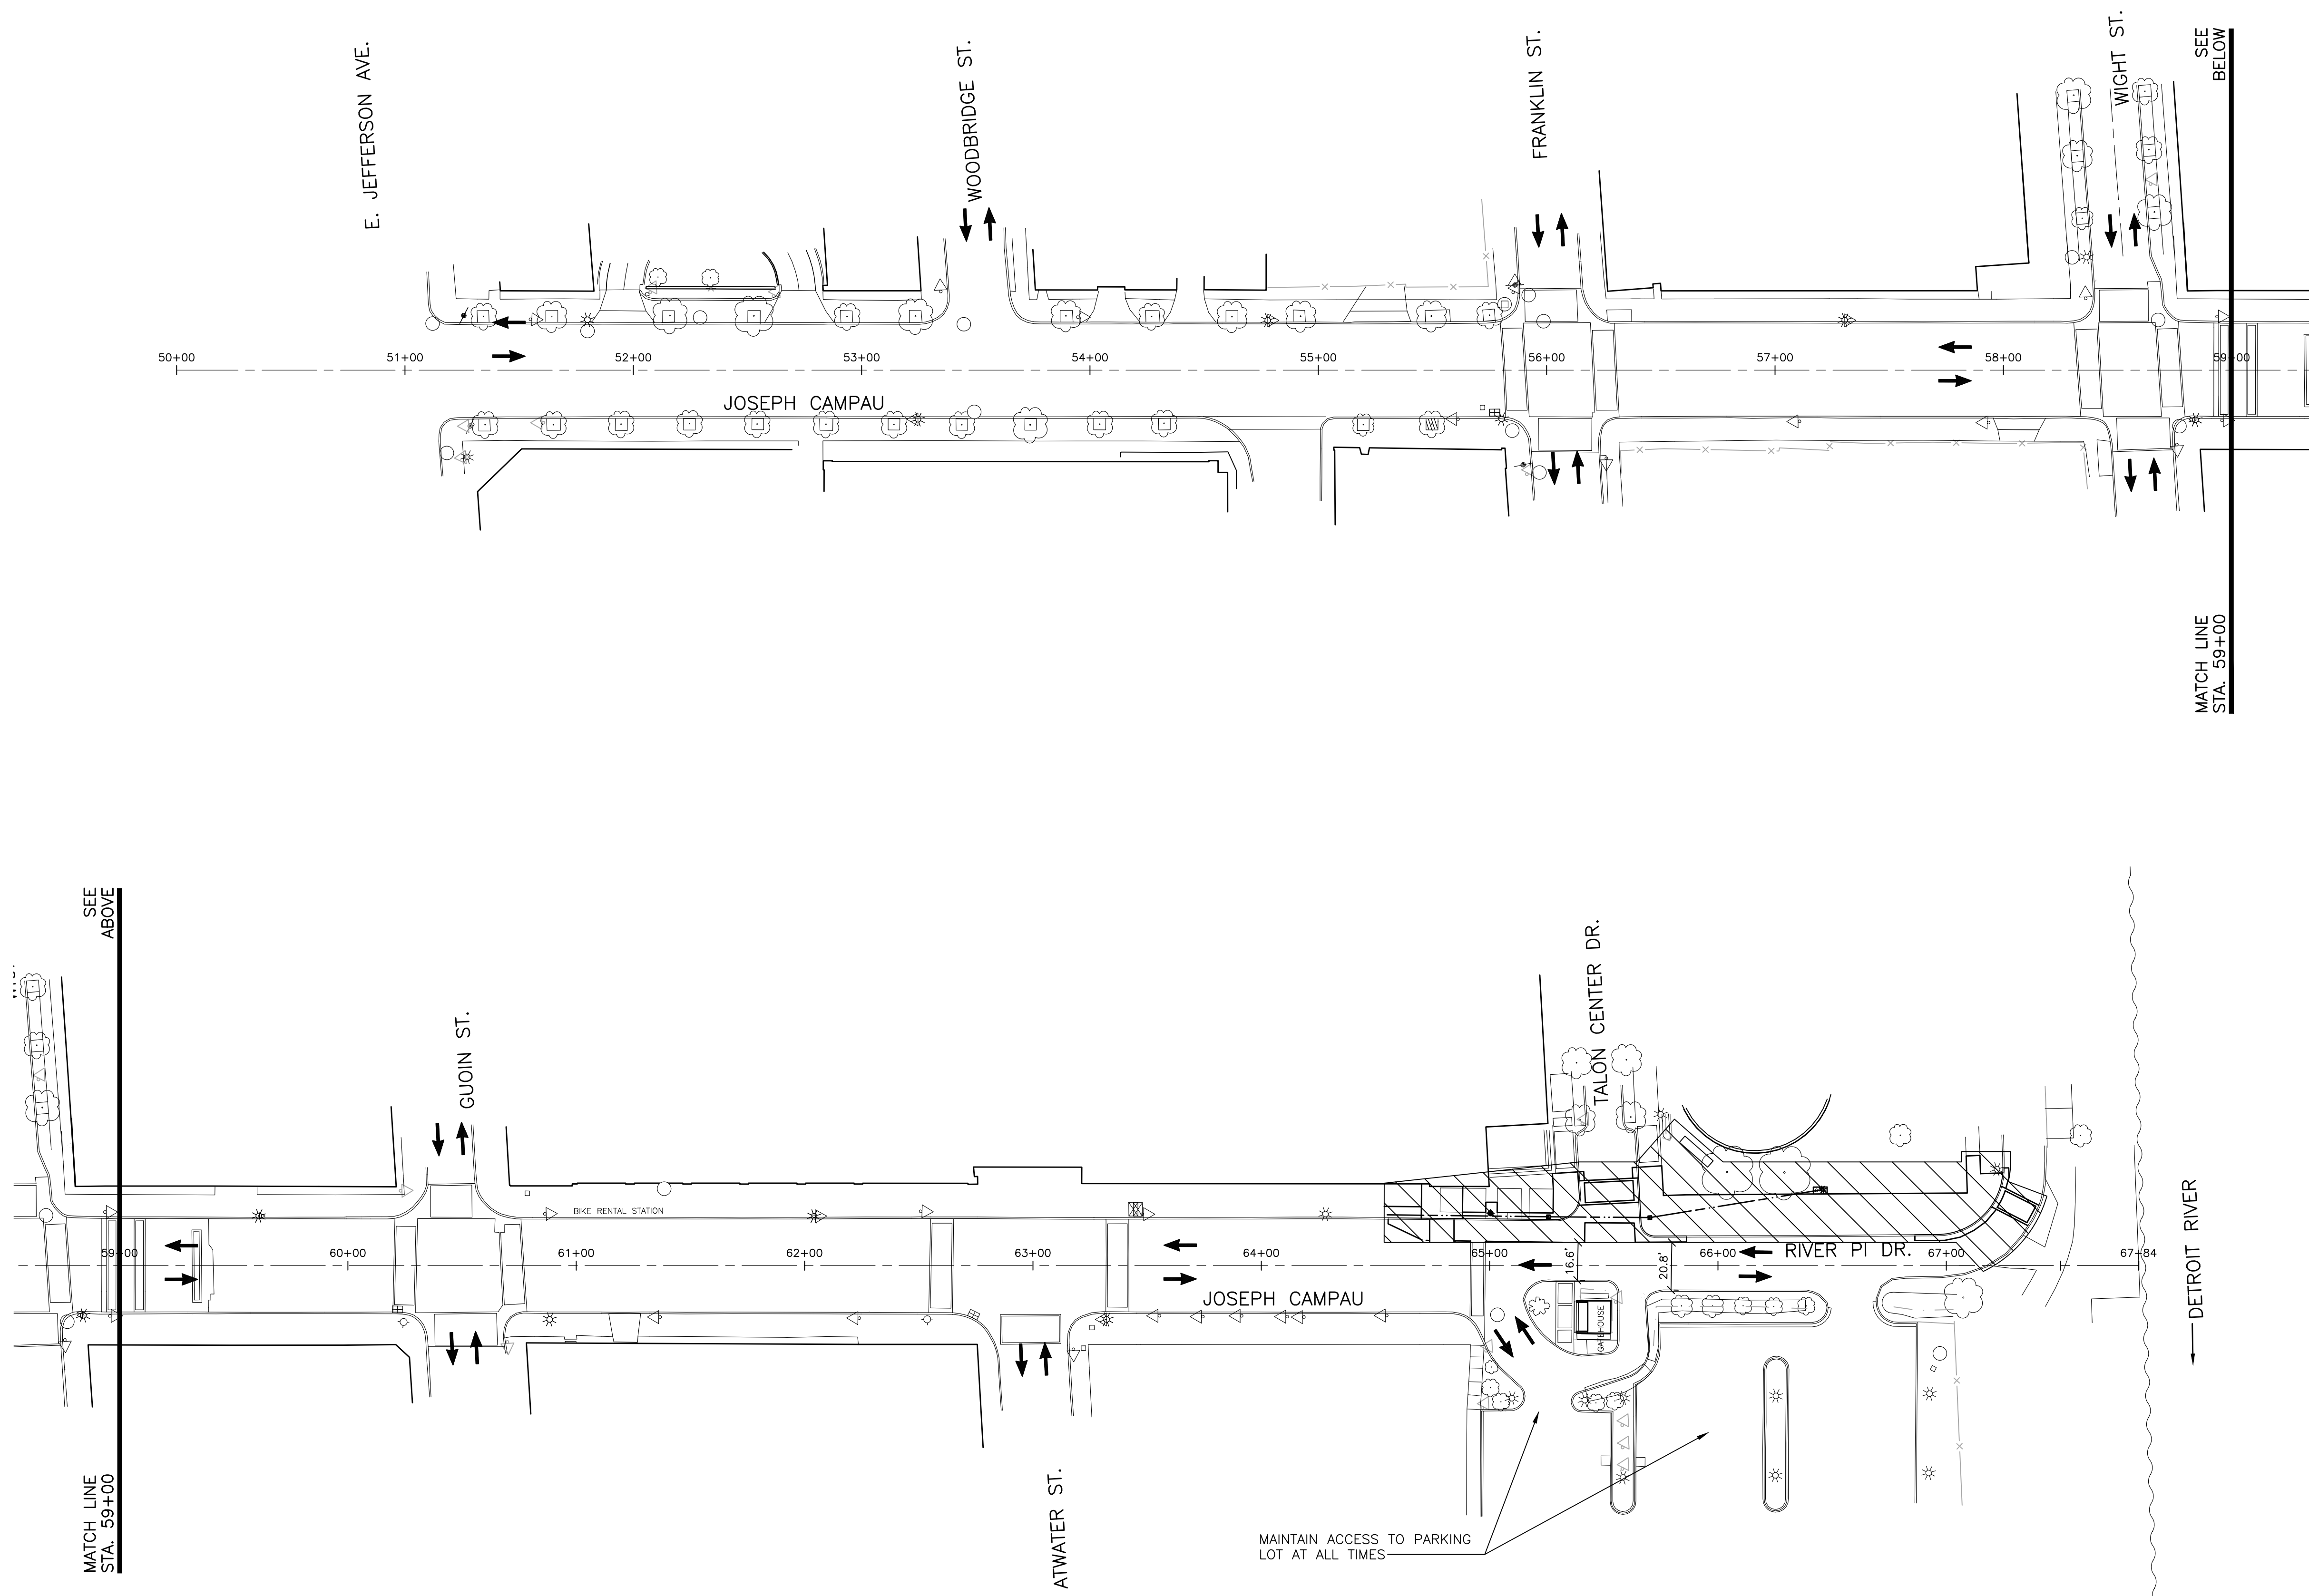 E. JEFFERSON AVE.
WOODBRIDGE ST.
FRANKLIN ST.
WIGHT ST.
SEE
BELOW
50+00
51+00
52+00
53+00
54+00
55+00
56+00
57+00
58+00
59+00
JOSEPH CAMPAU
MATCH LINE
STA. 59+00
SEE
ABOVE
GUOIN ST.
TALON CENTER DR.
BIKE RENTAL STATION
59+00
60+00
61+00
62+00
63+00
64+00
65+00
66+00
67+00
67+84
16.6'
20.8'
RIVER Pl DR.
JOSEPH CAMPAU
GATEHOUSE
DETROIT RIVER
MATCH LINE
STA. 59+00
ATWATER ST.
MAINTAIN ACCESS TO PARKING
LOT AT ALL TIMES